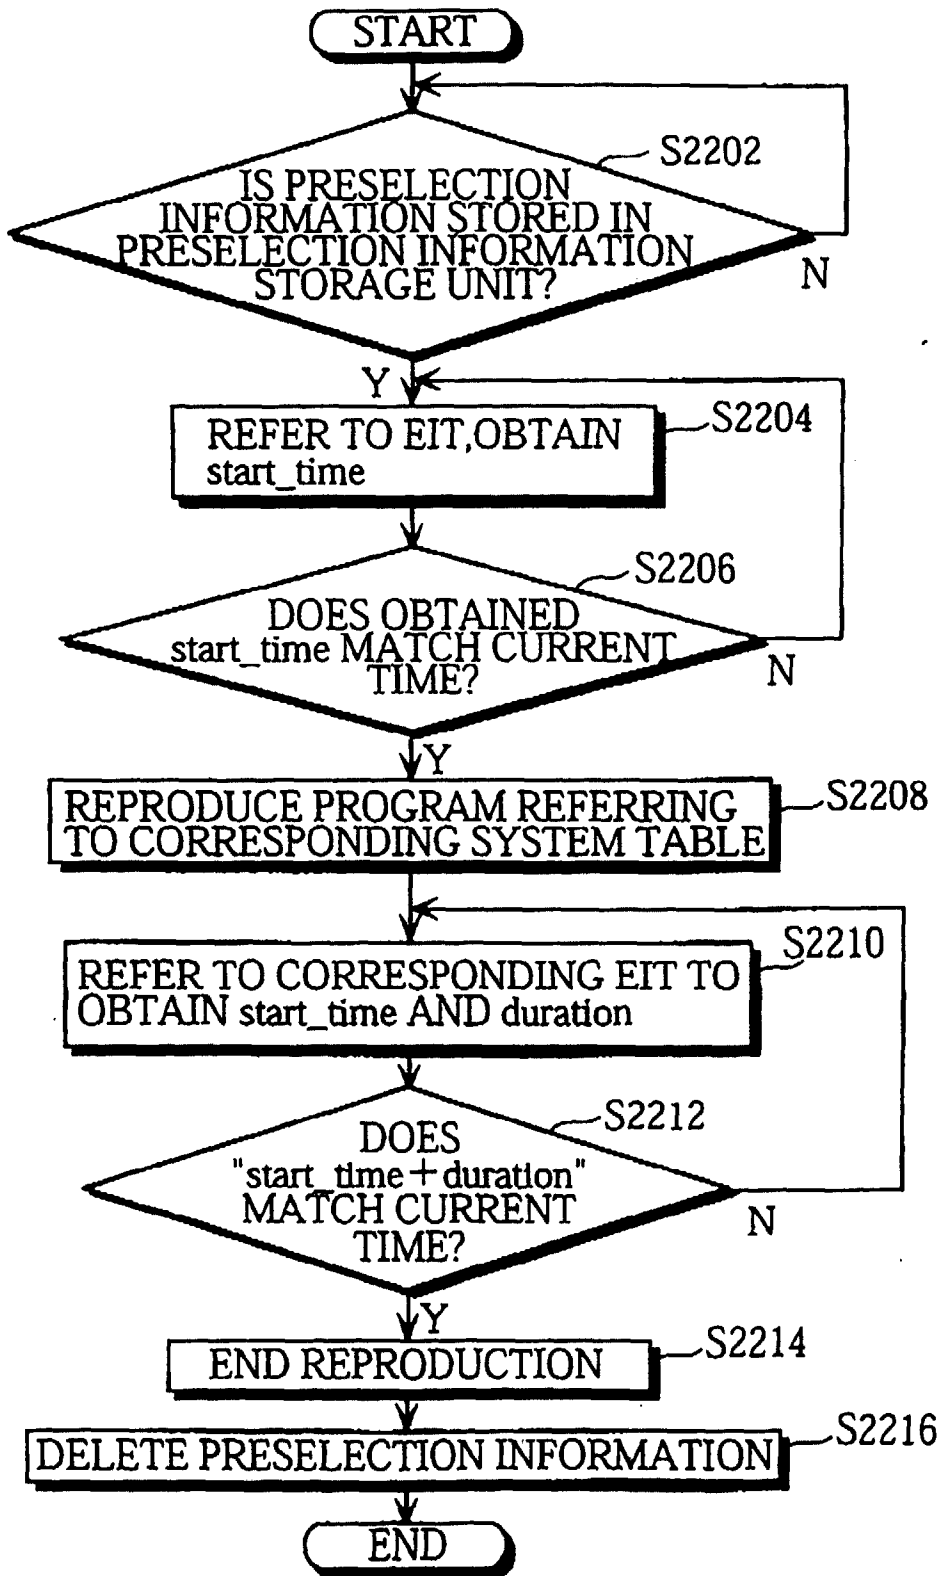 START
S2202
IS PRESELECTION
INFORMATION STORED IN
PRESELECTION INFORMATION
STORAGE UNIT?
N
Y
S2204
REFER TO EIT,OBTAIN
start_time
S2206
DOES OBTAINED
start_time MATCH CURRENT
TIME?
N
Y
S2208
REPRODUCE PROGRAM REFERRING
TO CORRESPONDING SYSTEM TABLE
S2210
REFER TO CORRESPONDING EIT TO
OBTAIN start_time AND duration
S2212
DOES
"start_time+duration"
MATCH CURRENT
TIME?
N
Y
S2214
END REPRODUCTION
S2216
DELETE PRESELECTION INFORMATION
END